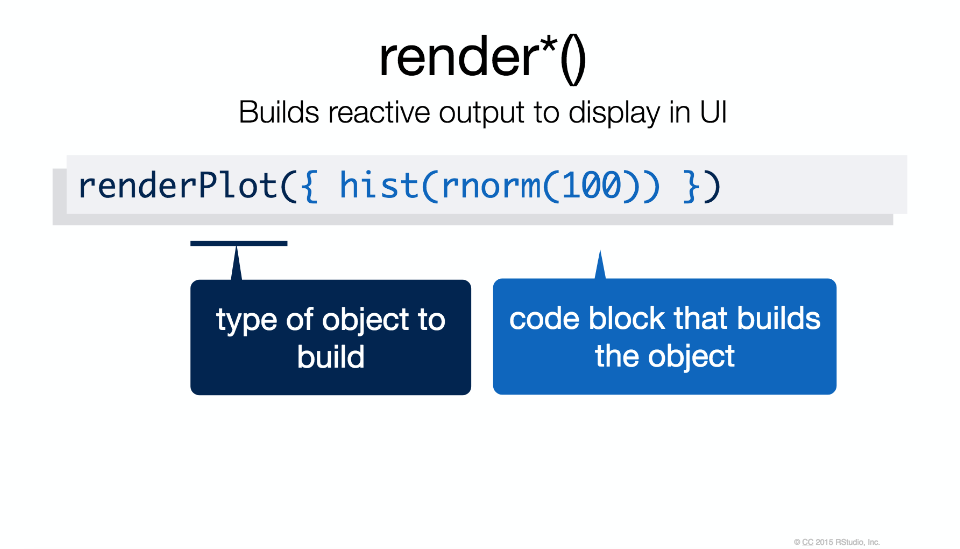 render*()
Builds reactive output to display in UI
renderPlot({ hist(rnorm(100)) })
type of object to
build
code block that builds
the object
© CC 2015 RStudio, Inc.